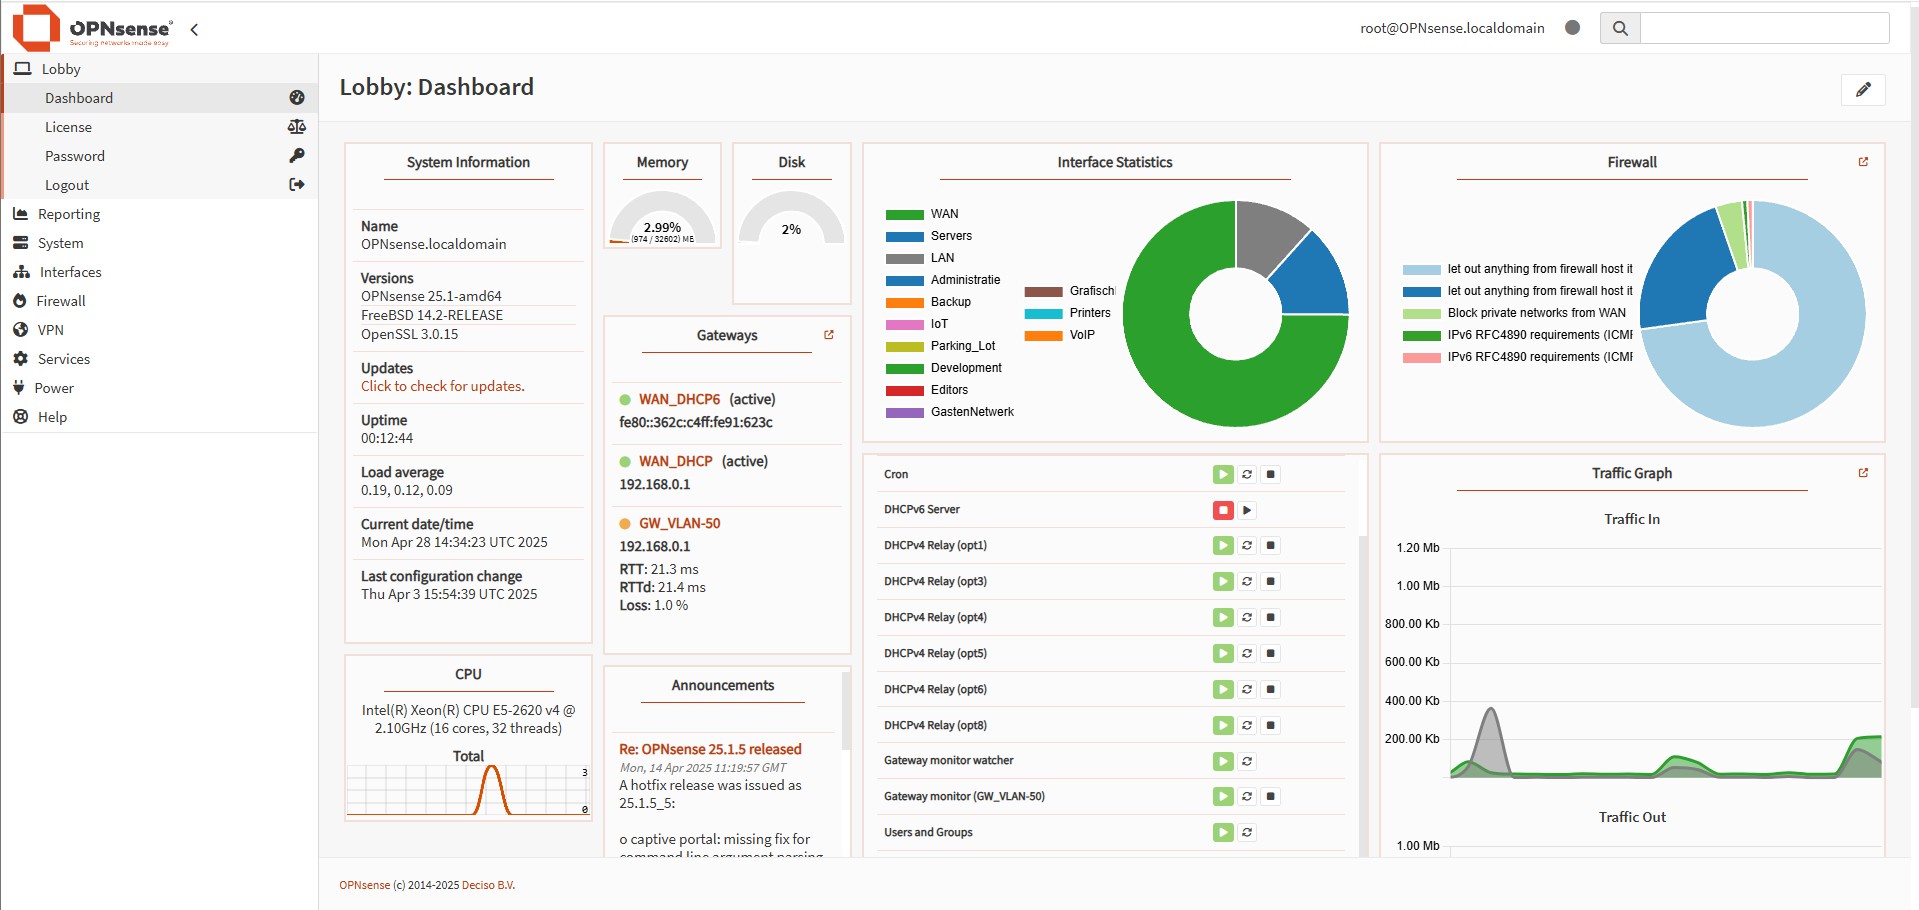 OPNsense
Securing networks made easy
root@OPNsense.localdomain
Lobby
Dashboard
License
Password
Logout
Reporting
System
Interfaces
Firewall
VPN
Services
Power
Help
Lobby: Dashboard
System Information
Name
OPNsense.localdomain
Versions
OPNsense 25.1-amd64
FreeBSD 14.2-RELEASE
OpenSSL 3.0.15
Updates
Click to check for updates.
Uptime
00:12:44
Load average
0.19, 0.12, 0.09
Current date/time
Mon Apr 28 14:34:23 UTC 2025
Last configuration change
Thu Apr 3 15:54:39 UTC 2025
CPU
Intel(R) Xeon(R) CPU E5-2620 v4 @
2.10GHz (16 cores, 32 threads)
Total
3
0
Memory
2.99%
(974 / 32602) MB
Disk
2%
Gateways
WAN_DHCP6 (active)
fe80::362c:c4ff:fe91:623c
WAN_DHCP (active)
192.168.0.1
GW_VLAN-50
192.168.0.1
RTT: 21.3 ms
RTTd: 21.4 ms
Loss: 1.0 %
Announcements
Re: OPNsense 25.1.5 released
Mon, 14 Apr 2025 11:19:57 GMT
A hotfix release was issued as
25.1.5_5:
o captive portal: missing fix for
command line argument parsing
Interface Statistics
WAN
Servers
LAN
Administratie
Backup
IoT
Parking_Lot
Development
Editors
GastenNetwerk
Grafisch
Printers
VoIP
Cron
DHCPv6 Server
DHCPv4 Relay (opt1)
DHCPv4 Relay (opt3)
DHCPv4 Relay (opt4)
DHCPv4 Relay (opt5)
DHCPv4 Relay (opt6)
DHCPv4 Relay (opt8)
Gateway monitor watcher
Gateway monitor (GW_VLAN-50)
Users and Groups
Firewall
let out anything from firewall host it
let out anything from firewall host it
Block private networks from WAN
IPv6 RFC4890 requirements (ICMP
IPv6 RFC4890 requirements (ICMP
Traffic Graph
Traffic In
1.20 Mb
1.00 Mb
800.00 Kb
600.00 Kb
400.00 Kb
200.00 Kb
Traffic Out
1.00 Mb
OPNsense (c) 2014-2025 Deciso B.V.